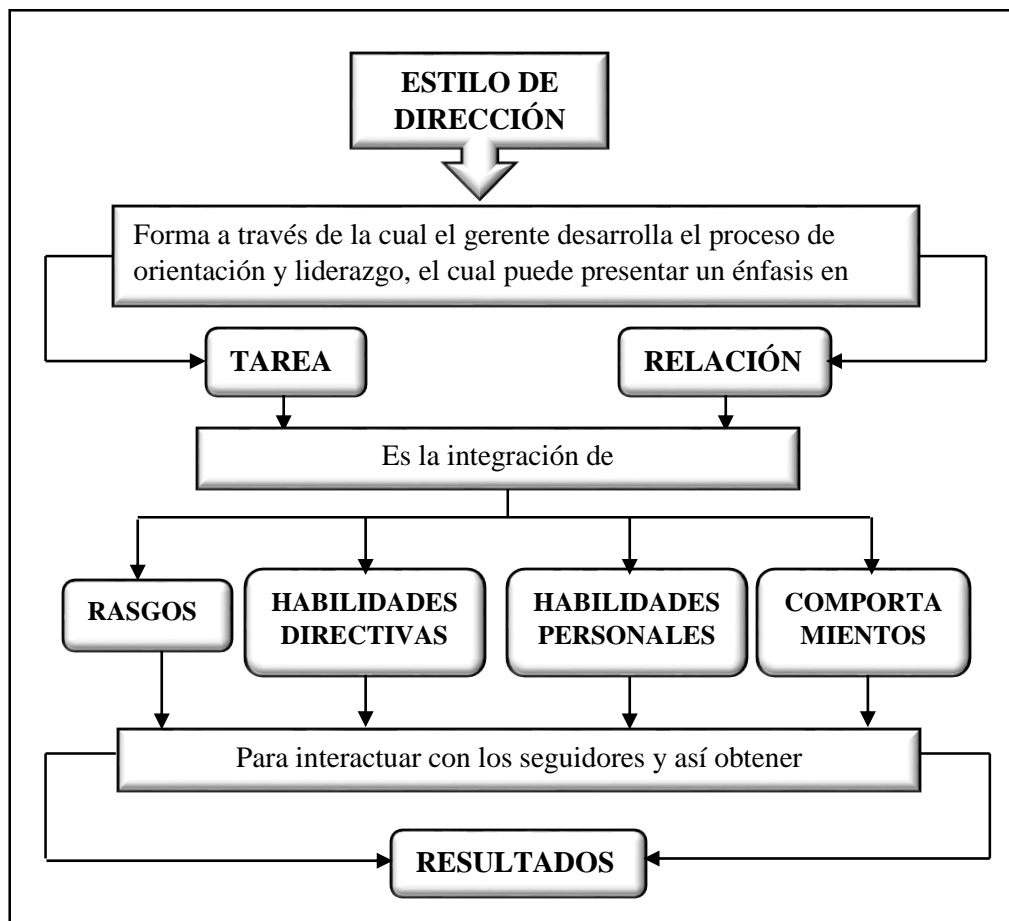 ESTILO DE
DIRECCIÓN
Forma a través de la cual el gerente desarrolla el proceso de
orientación y liderazgo, el cual puede presentar un énfasis en
TAREA
RELACIÓN
Es la integración de
RASGOS
HABILIDADES
DIRECTIVAS
HABILIDADES
PERSONALES
COMPORTA
MIENTOS
Para interactuar con los seguidores y así obtener
RESULTADOS